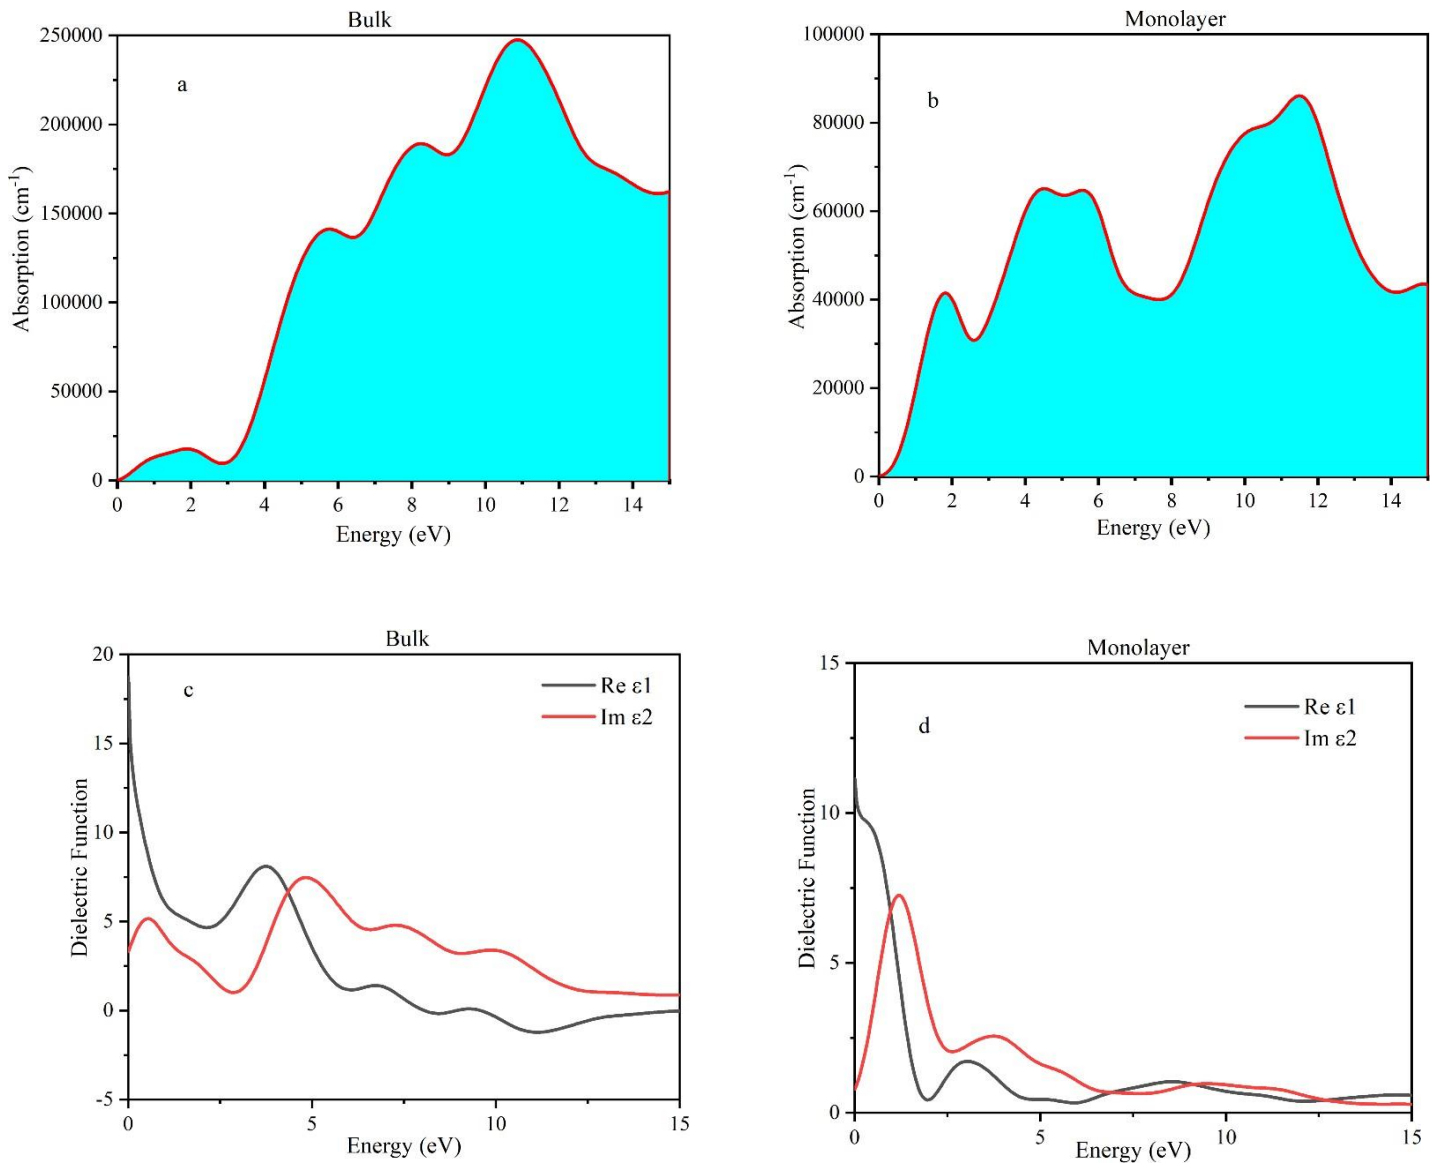 Bulk
a
Absorption (cm⁻¹)
250000
200000
150000
100000
50000
0
0 2 4 6 8 10 12 14
Energy (eV)
Monolayer
b
Absorption (cm⁻¹)
100000
80000
60000
40000
20000
0
0 2 4 6 8 10 12 14
Energy (eV)
Bulk
c
Re ε1
Im ε2
Dielectric Function
20
15
10
5
0
-5
0 5 10 15
Energy (eV)
Monolayer
d
Re ε1
Im ε2
Dielectric Function
15
10
5
0
0 5 10 15
Energy (eV)